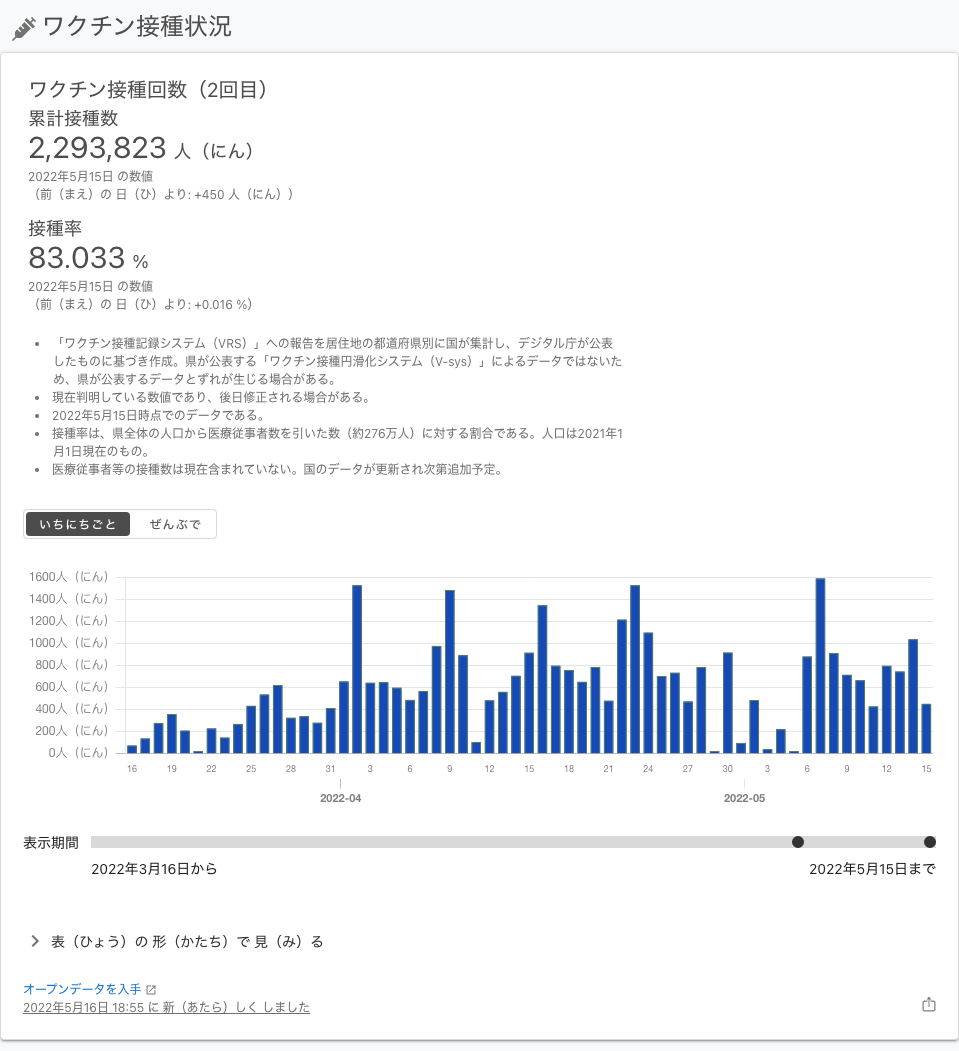 ワクチン接種状況
ワクチン接種回数（2回目）
累計接種数
2,293,823 人（にん）
2022年5月15日 の数値
（前（まえ）の 日（ひ）より: +450 人（にん））
接種率
83.033 %
2022年5月15日 の数値
（前（まえ）の 日（ひ）より: +0.016 %）
• 「ワクチン接種記録システム（VRS）」への報告を居住地の都道府県別に国が集計し、デジタル庁が公表
したものに基づき作成。県が公表する「ワクチン接種円滑化システム（V-sys）」によるデータではないた
め、県が公表するデータとずれが生じる場合がある。
• 現在判明している数値であり、後日修正される場合がある。
• 2022年5月15日時点でのデータである。
• 接種率は、県全体の人口から医療従事者数を引いた数（約276万人）に対する割合である。人口は2021年1
月1日現在のもの。
• 医療従事者等の接種数は現在含まれていない。国のデータが更新され次第追加予定。
いちにちごと ぜんぶで
1600人（にん）
1400人（にん）
1200人（にん）
1000人（にん）
800人（にん）
600人（にん）
400人（にん）
200人（にん）
0人（にん）
16 19 22 25 28 31 3 6 9 12 15 18 21 24 27 30 3 6 9 12 15
2022-04 2022-05
表示期間
2022年3月16日から 2022年5月15日まで
表（ひょう）の 形（かたち）で 見（み）る
オープンデータを入手
2022年5月16日 18:55 に 新（あたら）しく しました